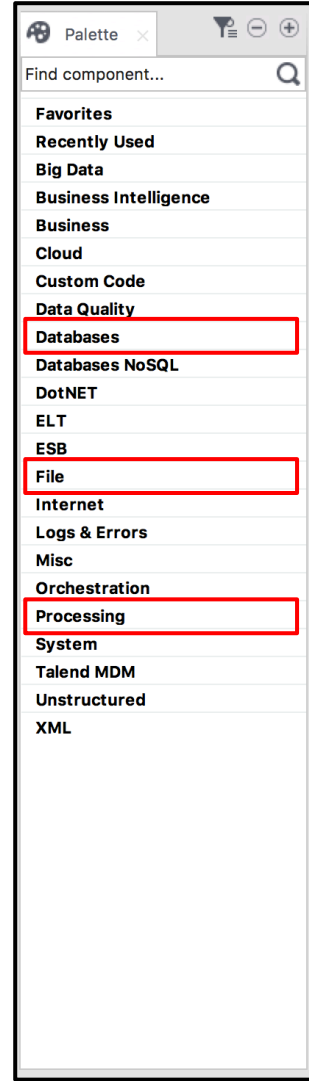 Palette
Find component...
Favorites
Recently Used
Big Data
Business Intelligence
Business
Cloud
Custom Code
Data Quality
Databases
Databases NoSQL
DotNET
ELT
ESB
File
Internet
Logs & Errors
Misc
Orchestration
Processing
System
Talend MDM
Unstructured
XML